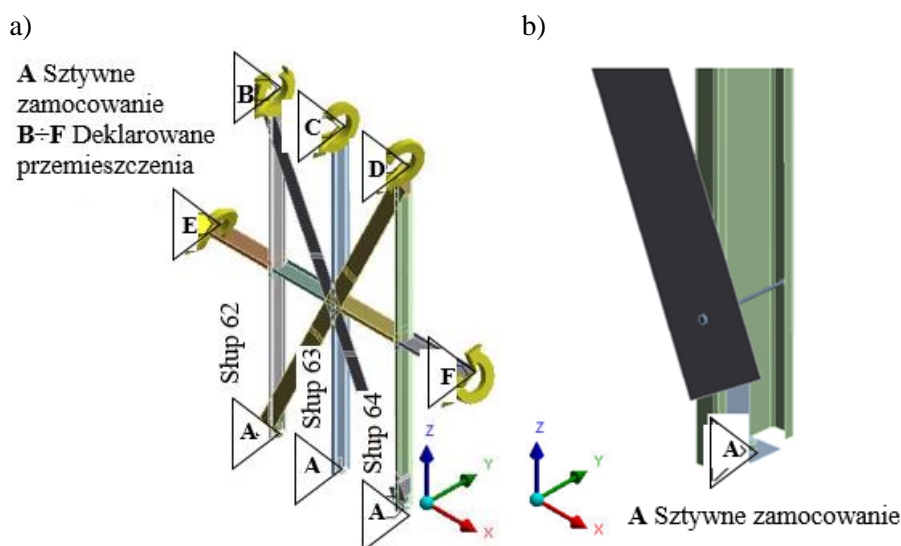 a)
b)
A Sztywne
zamocowanie
B÷F Deklarowane
przemieszczenia
B
C
D
E
Słup 62
Słup 63
Słup 64
F
A
A
A
Z
Y
X
Z
Y
X
A
A Sztywne zamocowanie